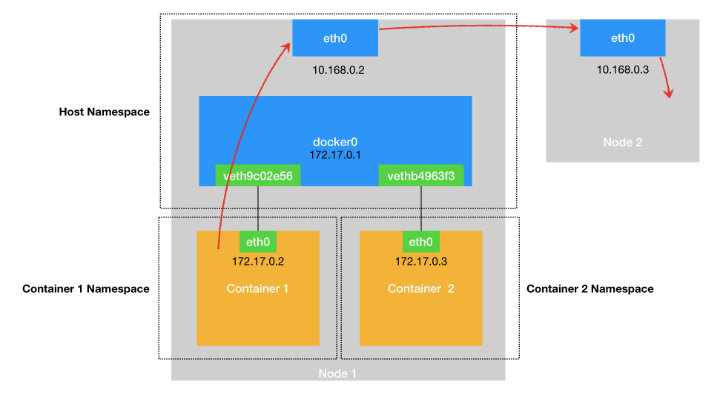 eth0
eth0
10.168.0.2
10.168.0.3
Host Namespace
docker0
172.17.0.1
Node 2
veth9c02e56
vethb4963f3
eth0
eth0
172.17.0.2
172.17.0.3
Container 1 Namespace
Container 1
Container 2
Container 2 Namespace
Node 1